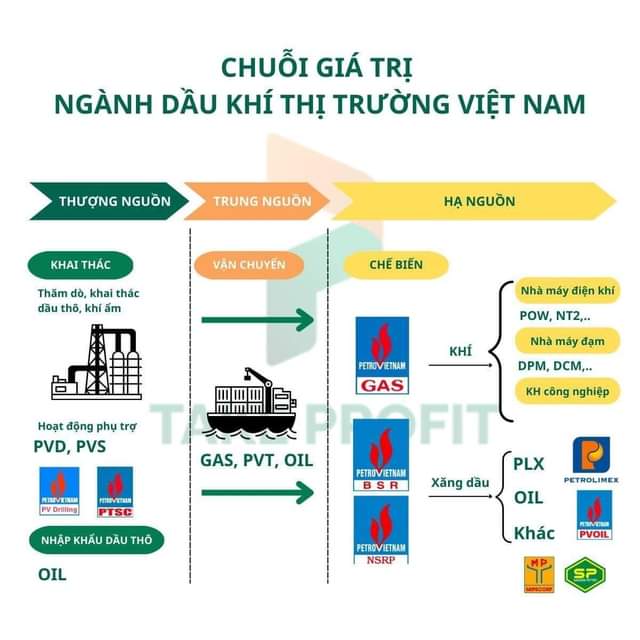 CHUỖI GIÁ TRỊ
NGÀNH DẦU KHÍ THỊ TRƯỜNG VIỆT NAM
THƯỢNG NGUỒN
TRUNG NGUỒN
HẠ NGUỒN
KHAI THÁC
Thăm dò, khai thác
dầu thô, khí ẩm
Hoạt động phụ trợ
PVD, PVS
PETROVIETNAM
PV Drilling
PETROVIETNAM
PTSC
NHẬP KHẨU DẦU THÔ
OIL
VẬN CHUYỂN
GAS, PVT, OIL
CHẾ BIẾN
PETROVIETNAM
GAS
KHÍ
Nhà máy điện khí
POW, NT2,..
Nhà máy đạm
DPM, DCM,..
KH công nghiệp
PETROVIETNAM
BSR
PETROVIETNAM
NSRP
Xăng dầu
PLX
PETROLIMEX
OIL
Khác
PETROVIETNAM
PVOIL
MP
MIPECORP
SP
TAKE PROFIT